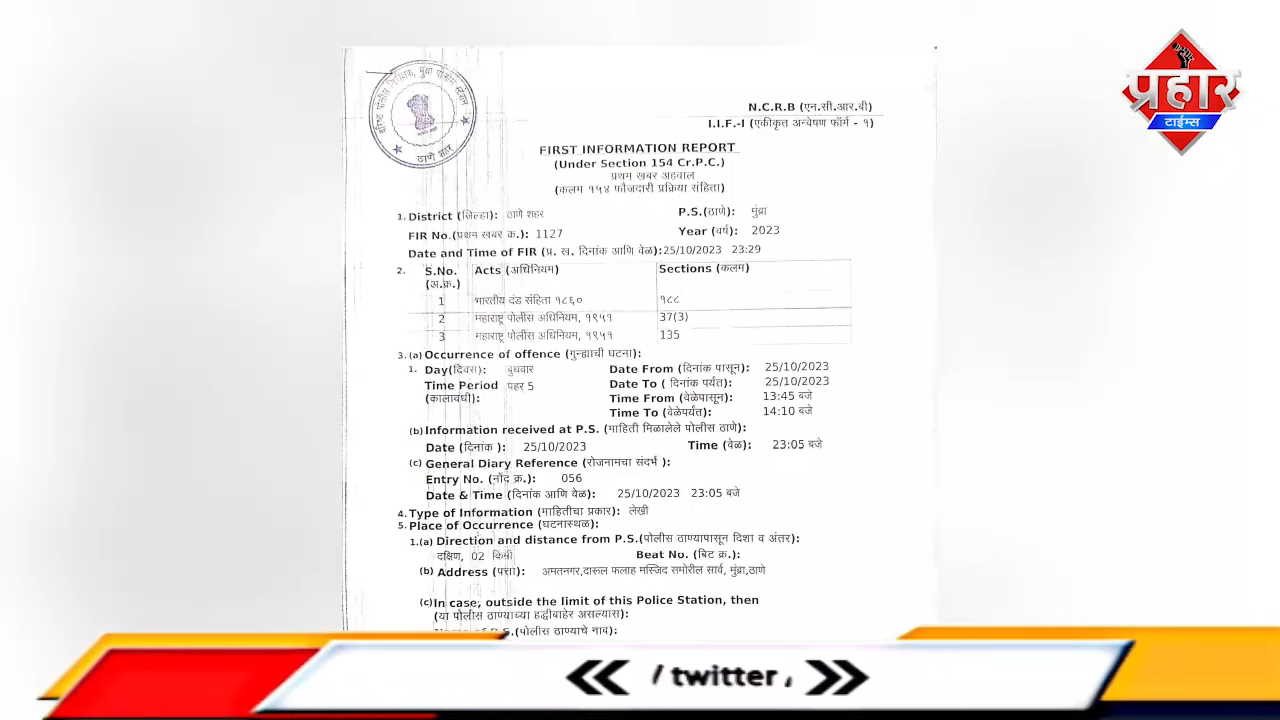 प्रहार
टाईम्स
पोलीस
मुंब्रा पोलीस स्टेशन
ठाणे शहर
N.C.R.B (एन.सी.आर.बी)
I.I.F.-I (एकीकृत अन्वेषण फॉर्म - १)
FIRST INFORMATION REPORT
(Under Section 154 Cr.P.C.)
प्रथम खबर अहवाल
(कलम १५४ फौजदारी प्रक्रिया संहिता)
1. District (जिल्हा): ठाणे शहर P.S.(ठाणे): मुंब्रा
FIR No.(प्रथम खबर क.): 1127 Year (वर्ष): 2023
Date and Time of FIR (प्र. ख. दिनांक आणि वेळ):25/10/2023 23:29
2. S.No. Acts (अधिनियम) Sections (कलम)
(अ.क्र.)
1 भारतीय दंड संहिता १८६० १८८
2 महाराष्ट्र पोलीस अधिनियम, १९५१ 37(3)
3 महाराष्ट्र पोलीस अधिनियम, १९५१ 135
3. (a) Occurrence of offence (गुन्ह्याची घटना):
1. Day(दिवस): बुधवार Date From (दिनांक पासून): 25/10/2023
Time Period पहर 5 Date To ( दिनांक पर्यंत): 25/10/2023
(कालावधी): Time From (वेळेपासून): 13:45 बजे
Time To (वेळेपर्यंत): 14:10 बजे
(b) Information received at P.S. (माहिती मिळालेले पोलीस ठाणे):
Date (दिनांक ): 25/10/2023 Time (वेळ): 23:05 बजे
(c) General Diary Reference (रोजनामचा संदर्भ ):
Entry No. (नोंद क्र.): 056
Date & Time (दिनांक आणि वेळ): 25/10/2023 23:05 बजे
4. Type of Information (माहितीचा प्रकार): लेखी
5. Place of Occurrence (घटनास्थळ):
1.(a) Direction and distance from P.S.(पोलीस ठाण्यापासून दिशा व अंतर):
दक्षिण, 02 किमी Beat No. (बिट क्र.):
(b) Address (पत्ता): अमतनगर,दारूल फलाह मस्जिद समोरील सार्व, मुंब्रा,ठाणे
(c) In case, outside the limit of this Police Station, then
(या पोलीस ठाण्याच्या हद्दीबाहेर असल्यास):
(पोलीस ठाण्याचे नाव):
/ twitter /